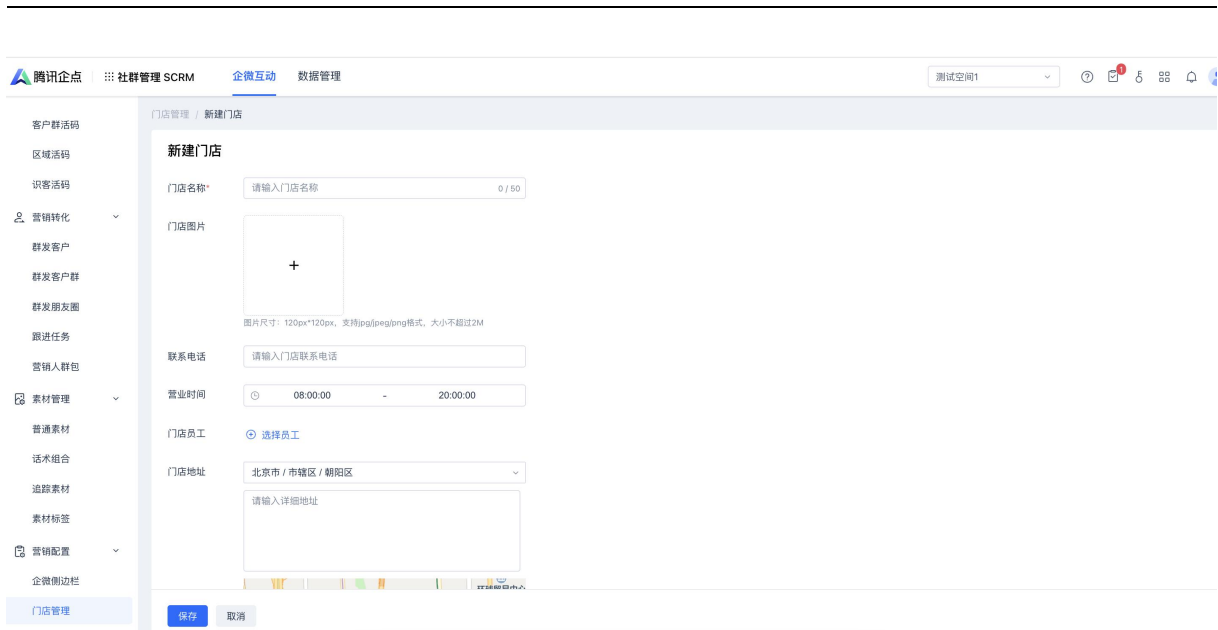 腾讯企点 社群管理 SCRM 企微互动 数据管理 测试空间1 1
客户群活码
区域活码
识客活码
营销转化
群发客户
群发客户群
群发朋友圈
跟进任务
营销人群包
素材管理
普通素材
话术组合
追踪素材
素材标签
营销配置
企微侧边栏
门店管理
门店管理 / 新建门店
新建门店
门店名称* 请输入门店名称 0 / 50
门店图片
+
图片尺寸：120px*120px，支持jpg/jpeg/png格式，大小不超过2M
联系电话 请输入门店联系电话
营业时间 08:00:00 - 20:00:00
门店员工 选择员工
门店地址 北京市 / 市辖区 / 朝阳区
请输入详细地址
保存 取消